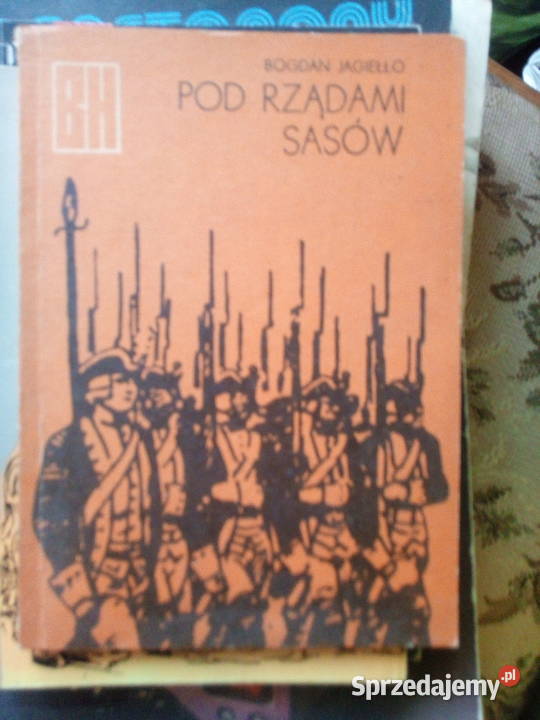 BH
BOGDAN JAGIEŁŁO
POD RZĄDAMI
SASÓW
Sprzedajemy.pl